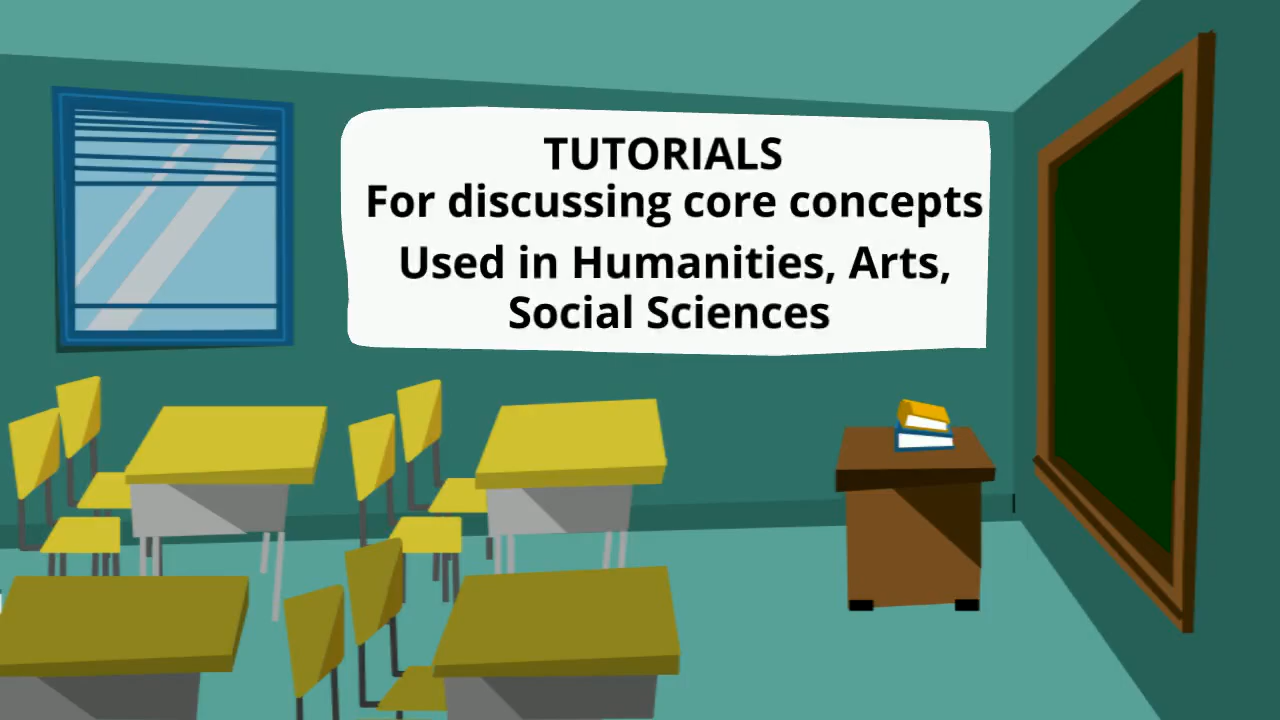 TUTORIALS
For discussing core concepts
Used in Humanities, Arts,
Social Sciences